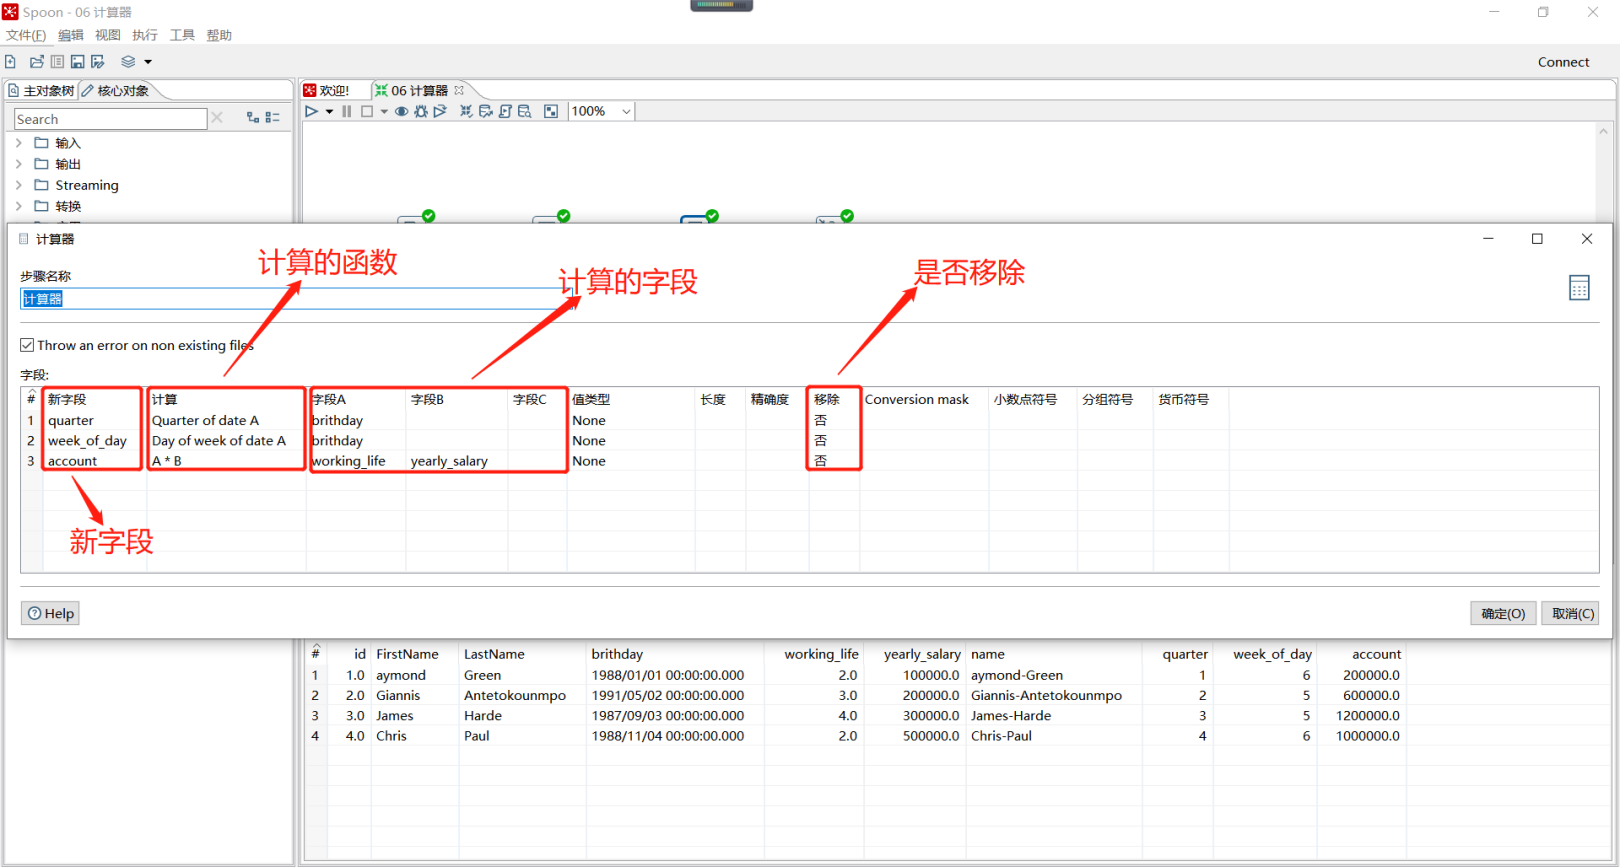 Spoon - 06 计算器
文件(F) 编辑 视图 执行 工具 帮助
Connect
主对象树 核心对象
欢迎! 06 计算器
Search
100%
输入
输出
Streaming
转换
计算器
计算的函数
计算的字段
是否移除
步骤名称
计算器
Throw an error on non existing files
字段:
# 新字段 计算 字段A 字段B 字段C 值类型 长度 精确度 移除 Conversion mask 小数点符号 分组符号 货币符号
1 quarter Quarter of date A brithday None 否
2 week_of_day Day of week of date A brithday None 否
3 account A * B working_life yearly_salary None 否
新字段
Help 确定(O) 取消(C)
# id FirstName LastName brithday working_life yearly_salary name quarter week_of_day account
1 1.0 aymond Green 1988/01/01 00:00:00.000 2.0 100000.0 aymond-Green 1 6 200000.0
2 2.0 Giannis Antetokounmpo 1991/05/02 00:00:00.000 3.0 200000.0 Giannis-Antetokounmpo 2 5 600000.0
3 3.0 James Harde 1987/09/03 00:00:00.000 4.0 300000.0 James-Harde 3 5 1200000.0
4 4.0 Chris Paul 1988/11/04 00:00:00.000 2.0 500000.0 Chris-Paul 4 6 1000000.0